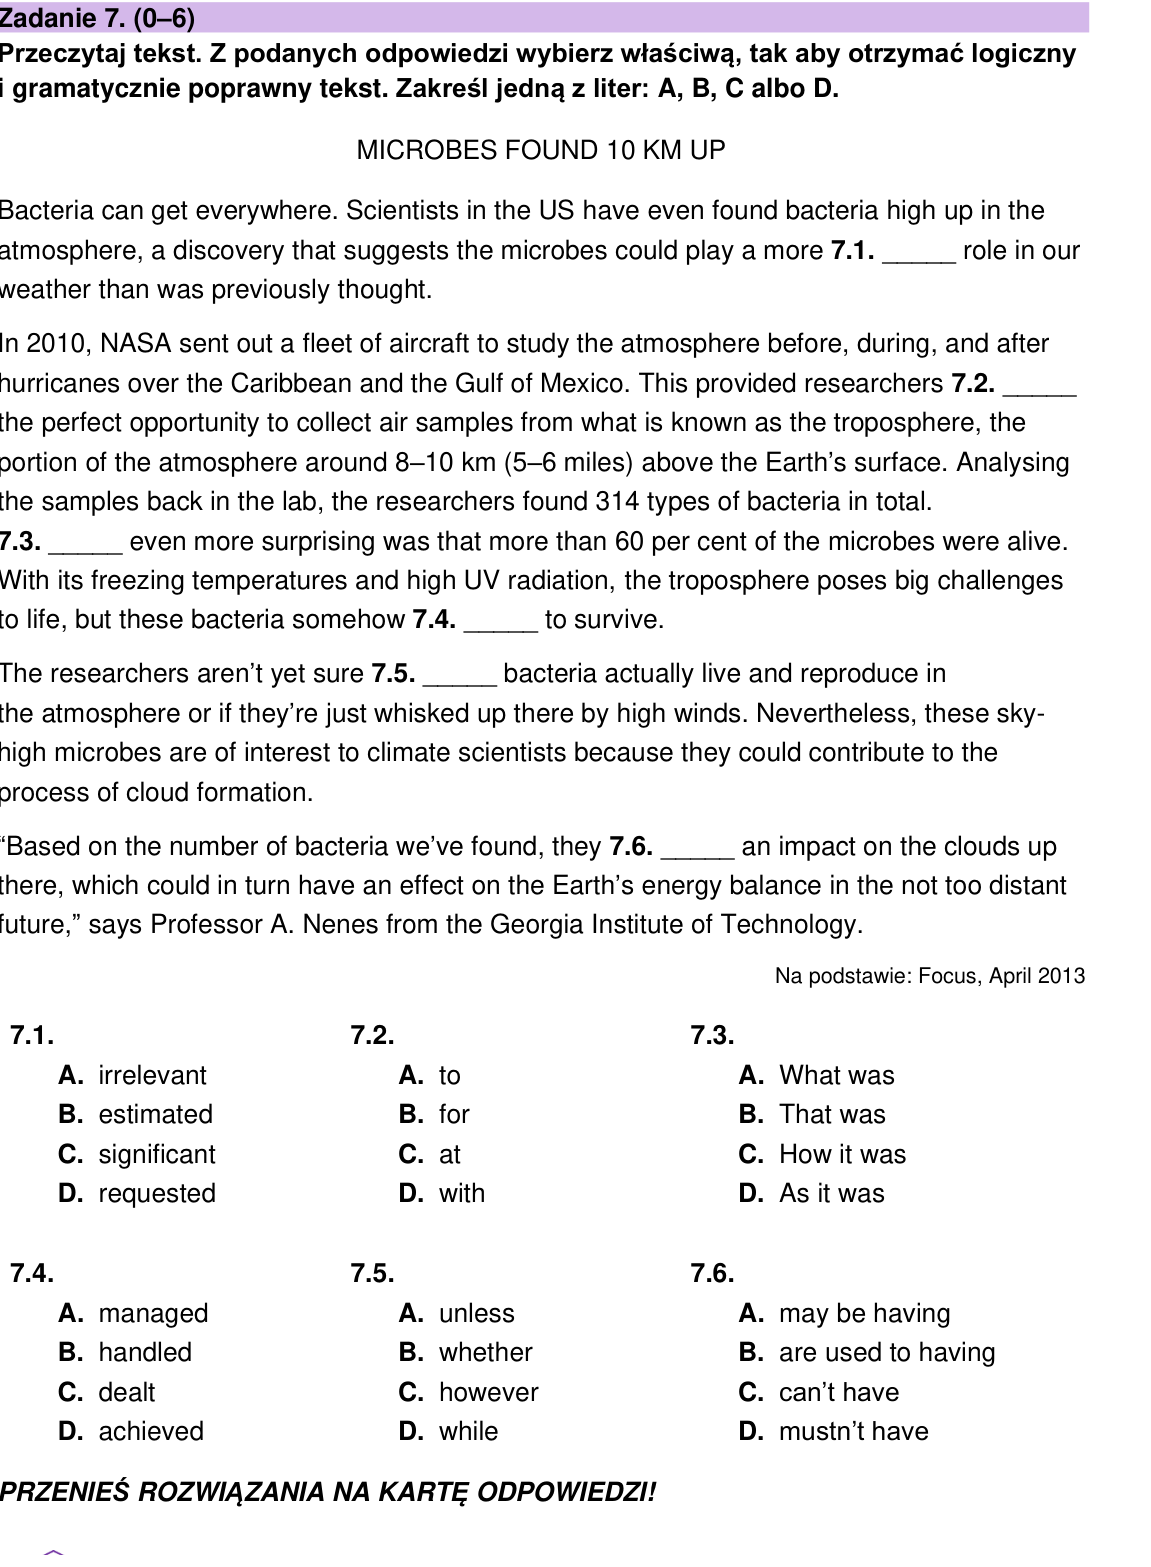 Zadanie 7. (0–6)
Przeczytaj tekst. Z podanych odpowiedzi wybierz właściwą, tak aby otrzymać logiczny
i gramatycznie poprawny tekst. Zakreśl jedną z liter: A, B, C albo D.
MICROBES FOUND 10 KM UP
Bacteria can get everywhere. Scientists in the US have even found bacteria high up in the
atmosphere, a discovery that suggests the microbes could play a more 7.1. _____ role in our
weather than was previously thought.
In 2010, NASA sent out a fleet of aircraft to study the atmosphere before, during, and after
hurricanes over the Caribbean and the Gulf of Mexico. This provided researchers 7.2. _____
the perfect opportunity to collect air samples from what is known as the troposphere, the
portion of the atmosphere around 8–10 km (5–6 miles) above the Earth's surface. Analysing
the samples back in the lab, the researchers found 314 types of bacteria in total.
7.3. _____ even more surprising was that more than 60 per cent of the microbes were alive.
With its freezing temperatures and high UV radiation, the troposphere poses big challenges
to life, but these bacteria somehow 7.4. _____ to survive.
The researchers aren't yet sure 7.5. _____ bacteria actually live and reproduce in
the atmosphere or if they're just whisked up there by high winds. Nevertheless, these sky-
high microbes are of interest to climate scientists because they could contribute to the
process of cloud formation.
“Based on the number of bacteria we've found, they 7.6. _____ an impact on the clouds up
there, which could in turn have an effect on the Earth's energy balance in the not too distant
future,” says Professor A. Nenes from the Georgia Institute of Technology.
Na podstawie: Focus, April 2013
7.1. 7.2. 7.3.
A. irrelevant A. to A. What was
B. estimated B. for B. That was
C. significant C. at C. How it was
D. requested D. with D. As it was
7.4. 7.5. 7.6.
A. managed A. unless A. may be having
B. handled B. whether B. are used to having
C. dealt C. however C. can't have
D. achieved D. while D. mustn't have
PRZENIEŚ ROZWIĄZANIA NA KARTĘ ODPOWIEDZI!